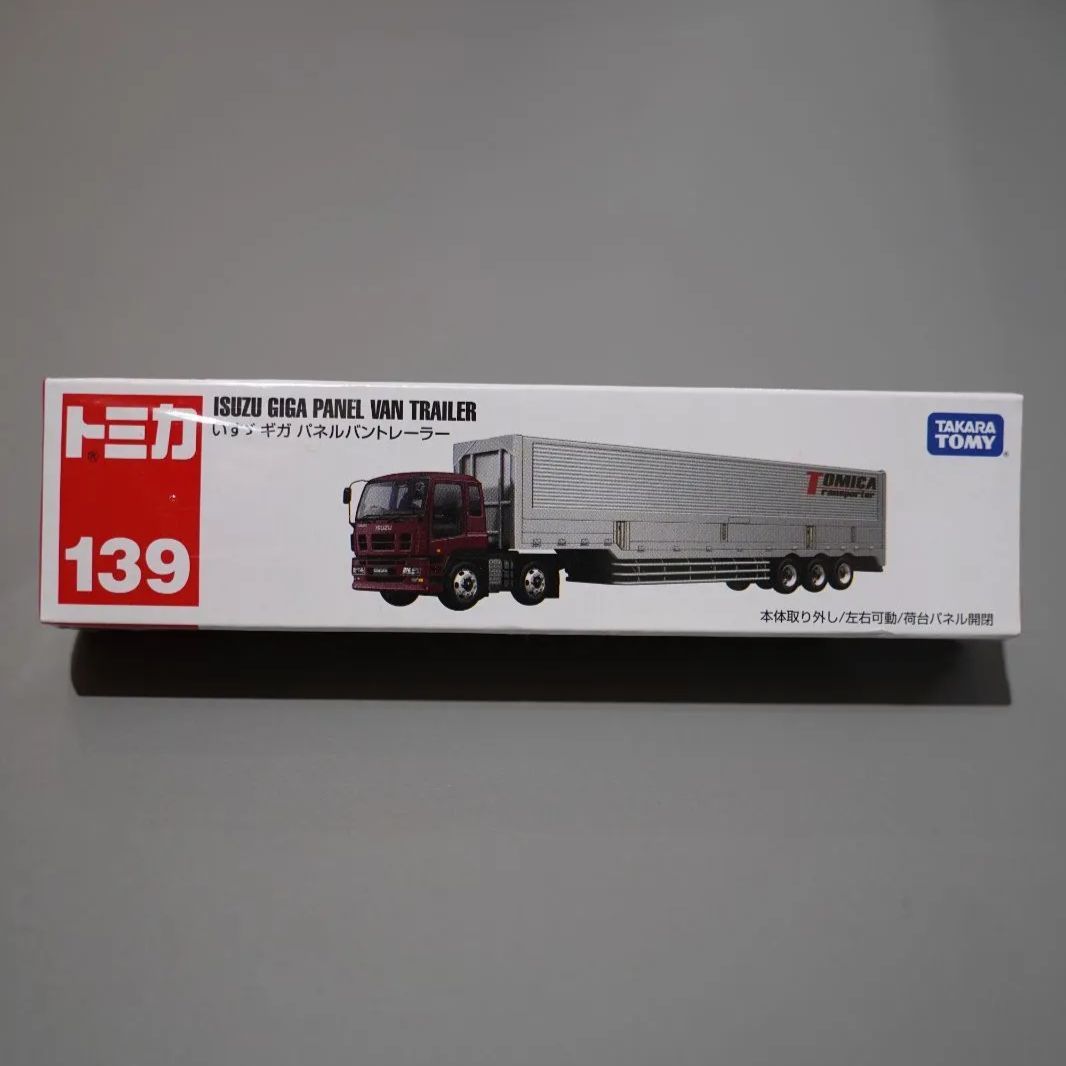 トミカ
®
139
ISUZU GIGA PANEL VAN TRAILER
いすゞ ギガ パネルバントレーラー
TAKARA
TOMY
ISUZU
TOMICA
Transporter
本体取り外し/左右可動/荷台パネル開閉